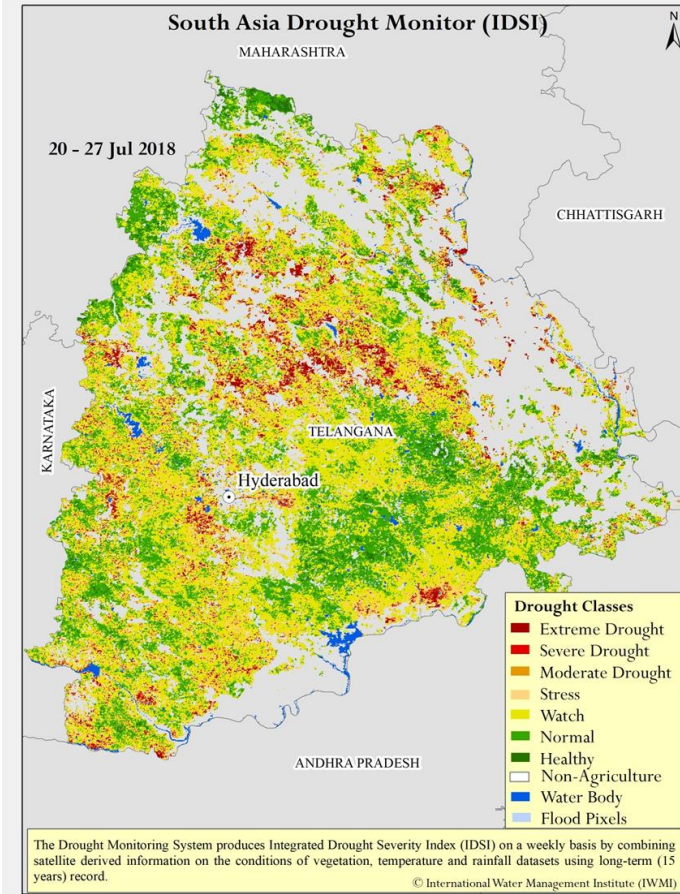 South Asia Drought Monitor (IDSI)
N
MAHARASHTRA
20 - 27 Jul 2018
CHHATTISGARH
KARNATAKA
TELANGANA
Hyderabad
ANDHRA PRADESH
Drought Classes
Extreme Drought
Severe Drought
Moderate Drought
Stress
Watch
Normal
Healthy
Non-Agriculture
Water Body
Flood Pixels
The Drought Monitoring System produces Integrated Drought Severity Index (IDSI) on a weekly basis by combining
satellite derived information on the conditions of vegetation, temperature and rainfall datasets using long-term (15
years) record.
© International Water Management Institute (IWMI)